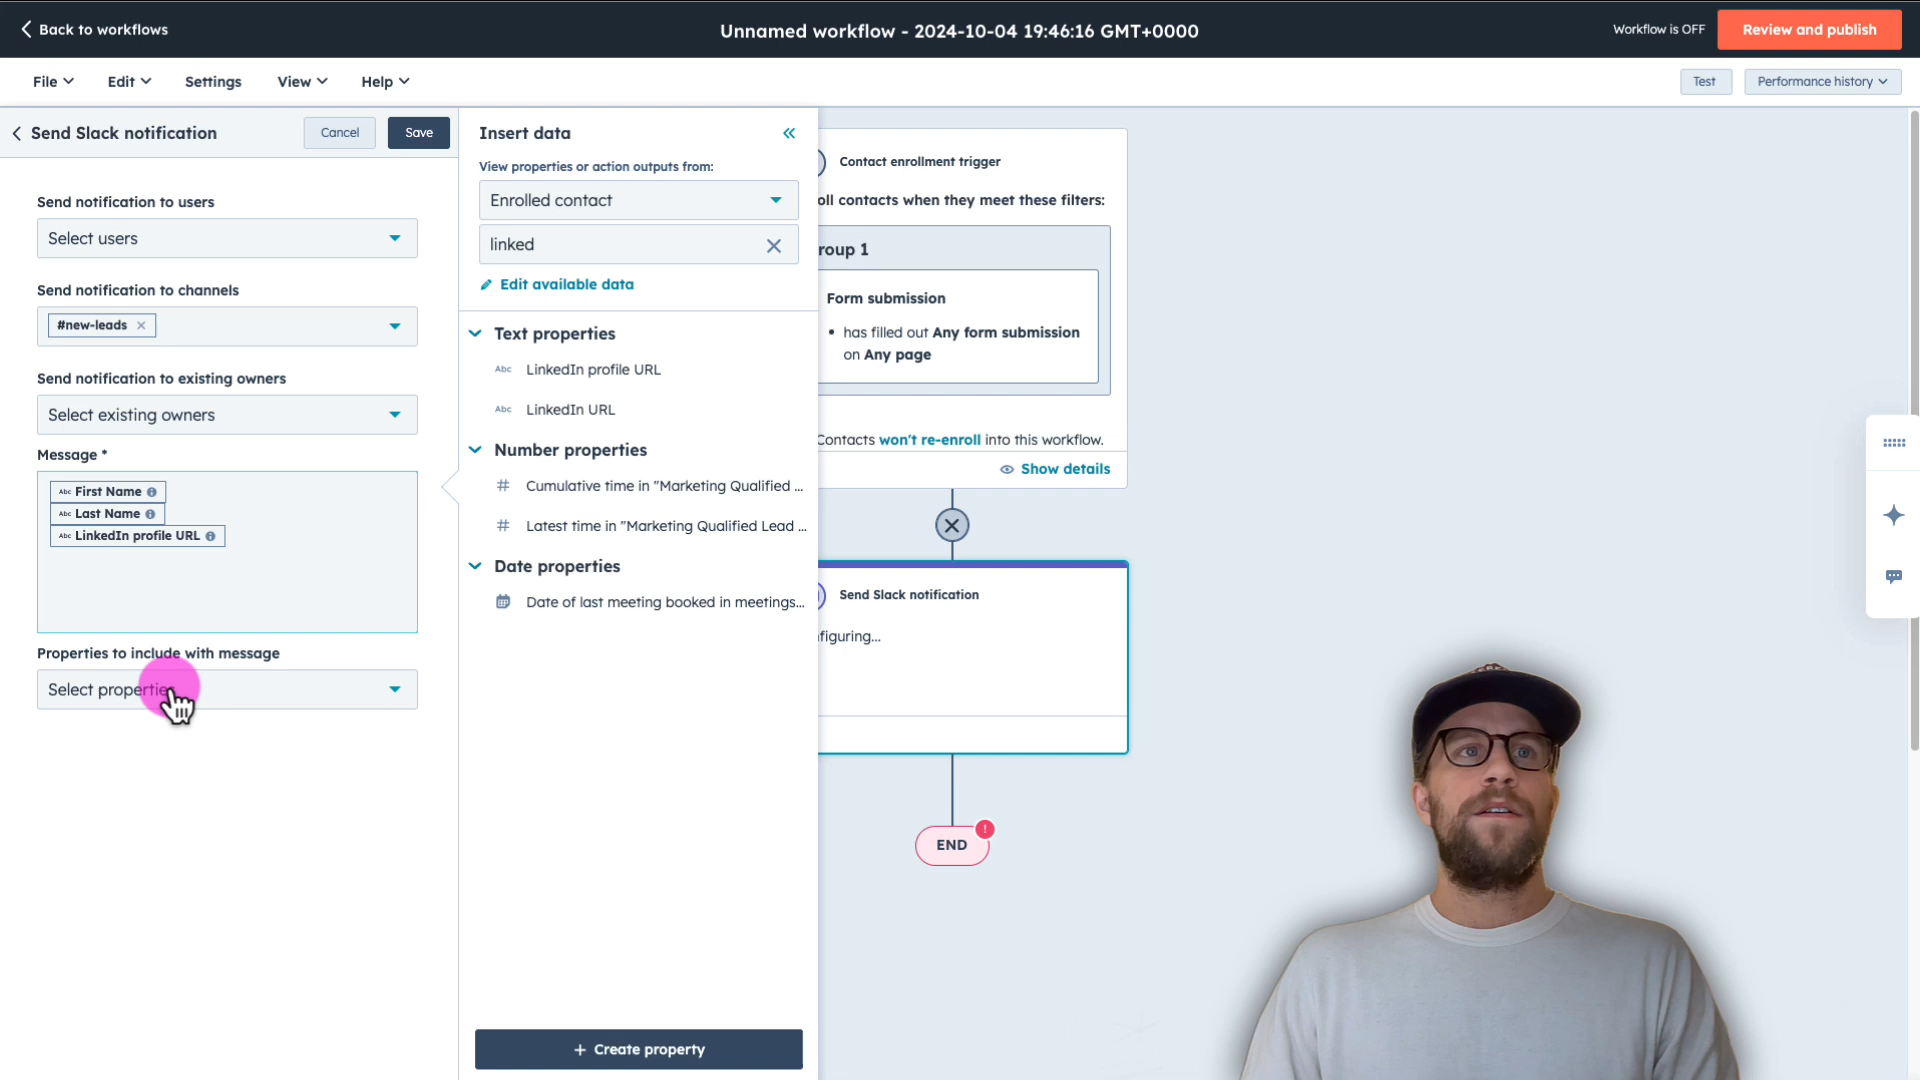 Back to workflows
Unnamed workflow - 2024-10-04 19:46:16 GMT+0000
Workflow is OFF
Review and publish
File
Edit
Settings
View
Help
Test
Performance history
Send Slack notification
Cancel
Save
Send notification to users
Select users
Send notification to channels
#new-leads
Send notification to existing owners
Select existing owners
Message *
Abc First Name
Abc Last Name
Abc LinkedIn profile URL
Properties to include with message
Select properties
Insert data
View properties or action outputs from:
Enrolled contact
linked
Edit available data
Text properties
Abc LinkedIn profile URL
Abc LinkedIn URL
Number properties
# Cumulative time in "Marketing Qualified ...
# Latest time in "Marketing Qualified Lead ...
Date properties
Date of last meeting booked in meetings...
+ Create property
Contact enrollment trigger
oll contacts when they meet these filters:
roup 1
Form submission
• has filled out Any form submission
on Any page
Contacts won't re-enroll into this workflow.
Show details
Send Slack notification
figuring...
END
!